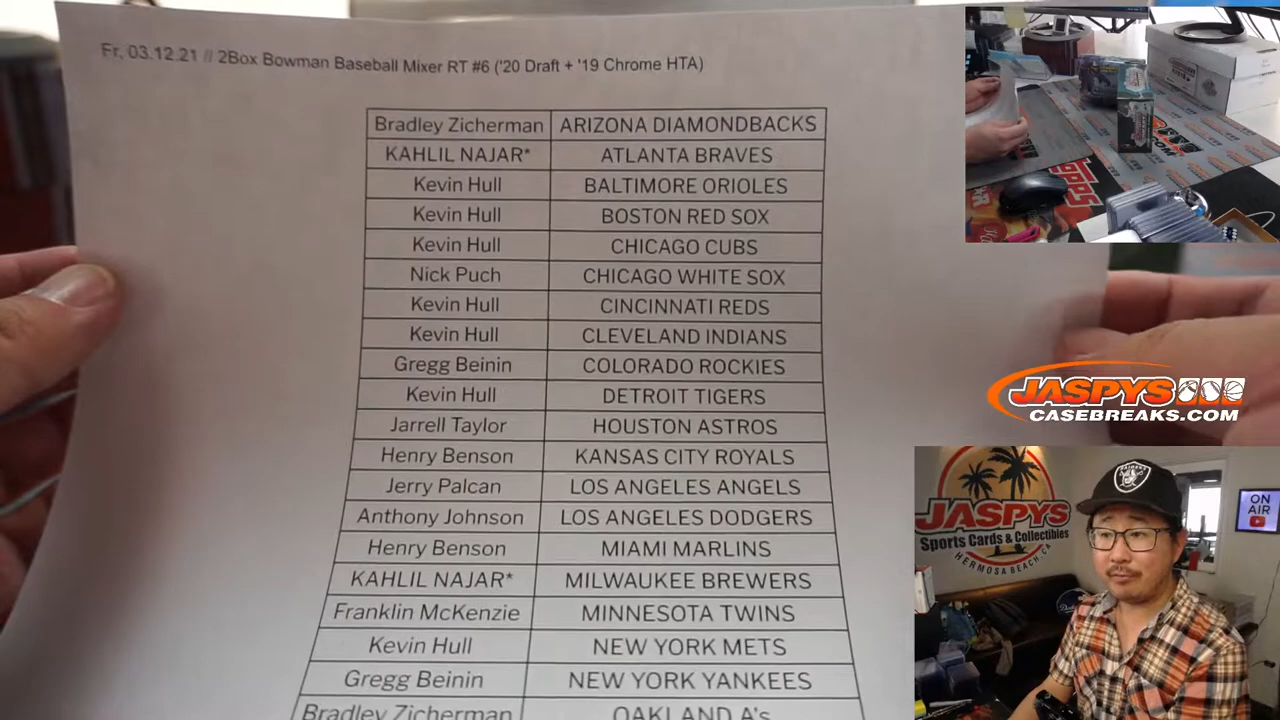 Fr, 03.12.21 // 2Box Bowman Baseball Mixer RT #6 ('20 Draft + '19 Chrome HTA)
Bradley Zicherman ARIZONA DIAMONDBACKS
KAHLIL NAJAR* ATLANTA BRAVES
Kevin Hull BALTIMORE ORIOLES
Kevin Hull BOSTON RED SOX
Kevin Hull CHICAGO CUBS
Nick Puch CHICAGO WHITE SOX
Kevin Hull CINCINNATI REDS
Kevin Hull CLEVELAND INDIANS
Gregg Beinin COLORADO ROCKIES
Kevin Hull DETROIT TIGERS
Jarrell Taylor HOUSTON ASTROS
Henry Benson KANSAS CITY ROYALS
Jerry Palcan LOS ANGELES ANGELS
Anthony Johnson LOS ANGELES DODGERS
Henry Benson MIAMI MARLINS
KAHLIL NAJAR* MILWAUKEE BREWERS
Franklin McKenzie MINNESOTA TWINS
Kevin Hull NEW YORK METS
Gregg Beinin NEW YORK YANKEES
Bradley Zicherman OAKLAND A's
JASPYS
CASEBREAKS.COM
JASPYS
Sports Cards & Collectibles
HERMOSA BEACH, CA
RAIDERS
ON
AIR
topps
.COM